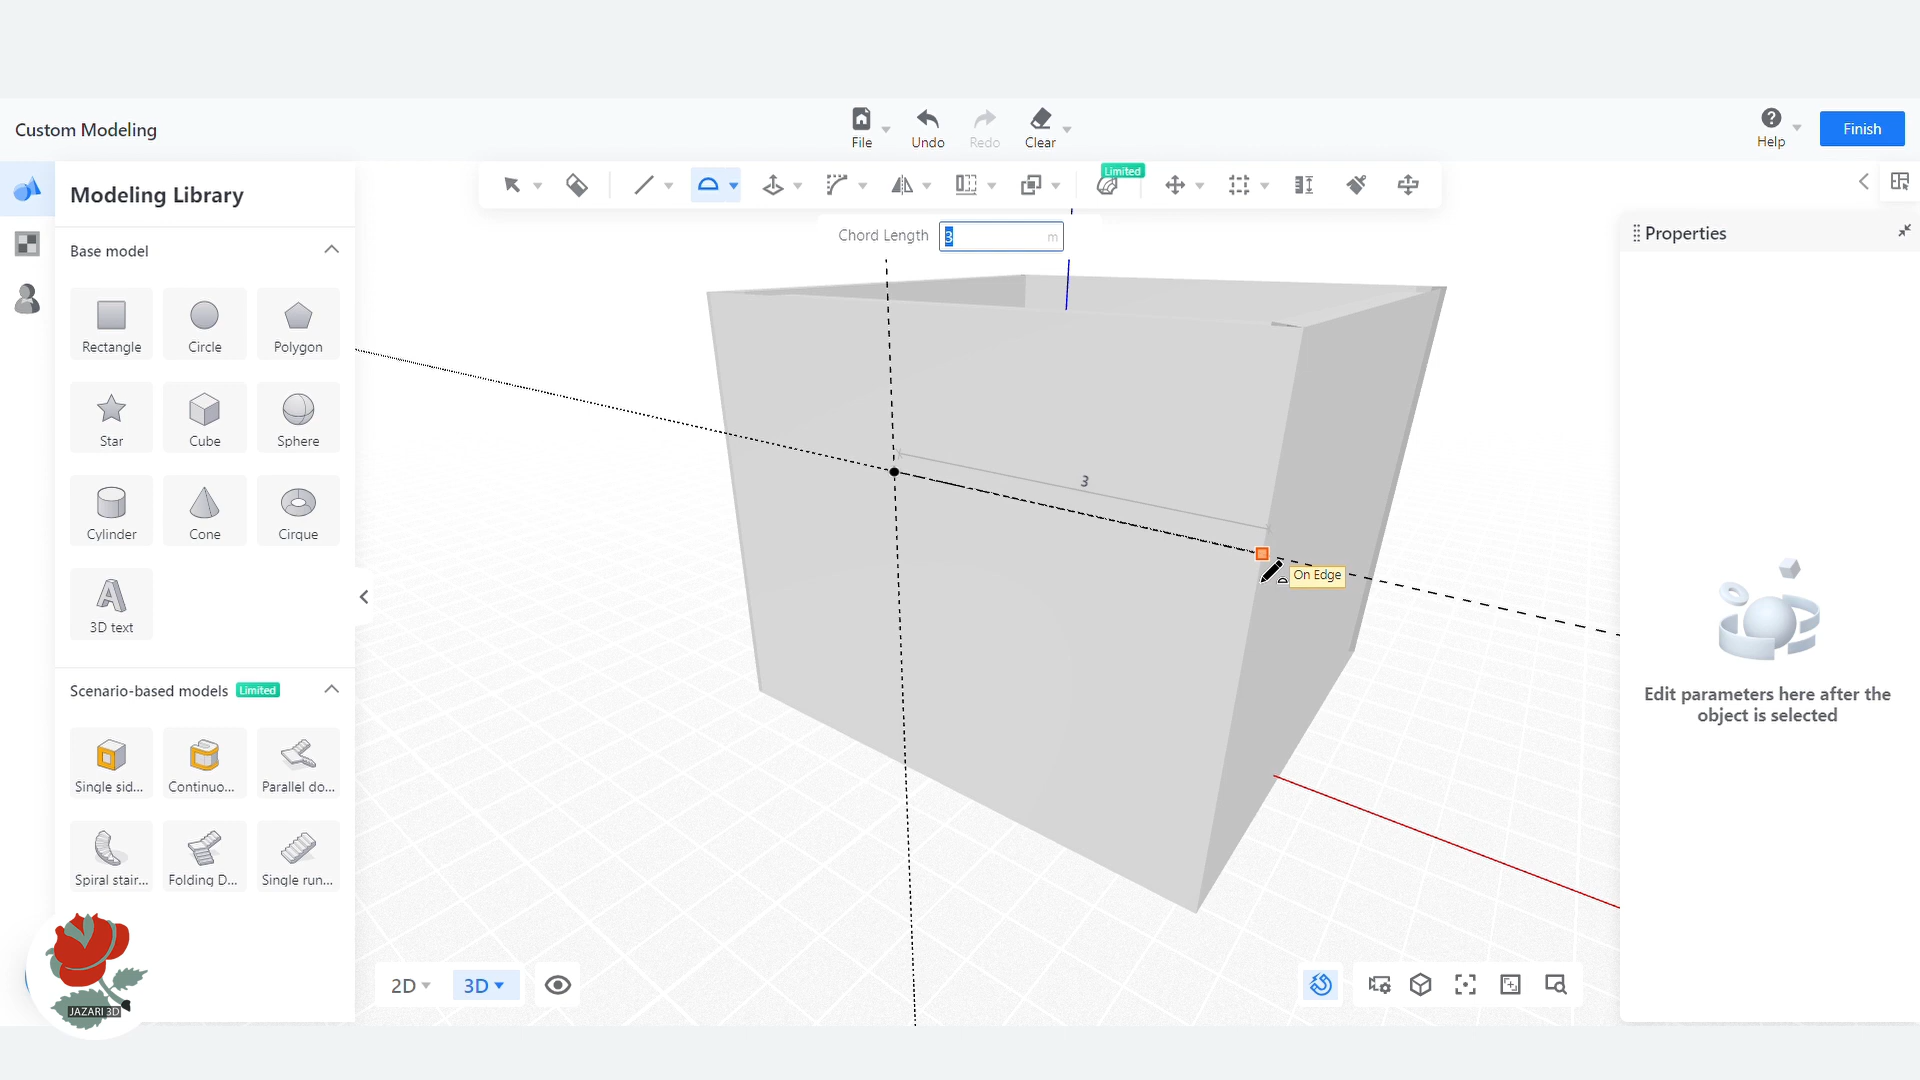 Custom Modeling
File
Undo
Redo
Clear
Help
Finish
Modeling Library
Limited
Chord Length
3
m
Properties
Base model
Rectangle
Circle
Polygon
Star
Cube
Sphere
Cylinder
Cone
Cirque
3D text
3
On Edge
Edit parameters here after the
object is selected
Scenario-based models Limited
Single sid...
Continuo...
Parallel do...
Spiral stair...
Folding D...
Single run...
JAZARI 3D
2D
3D